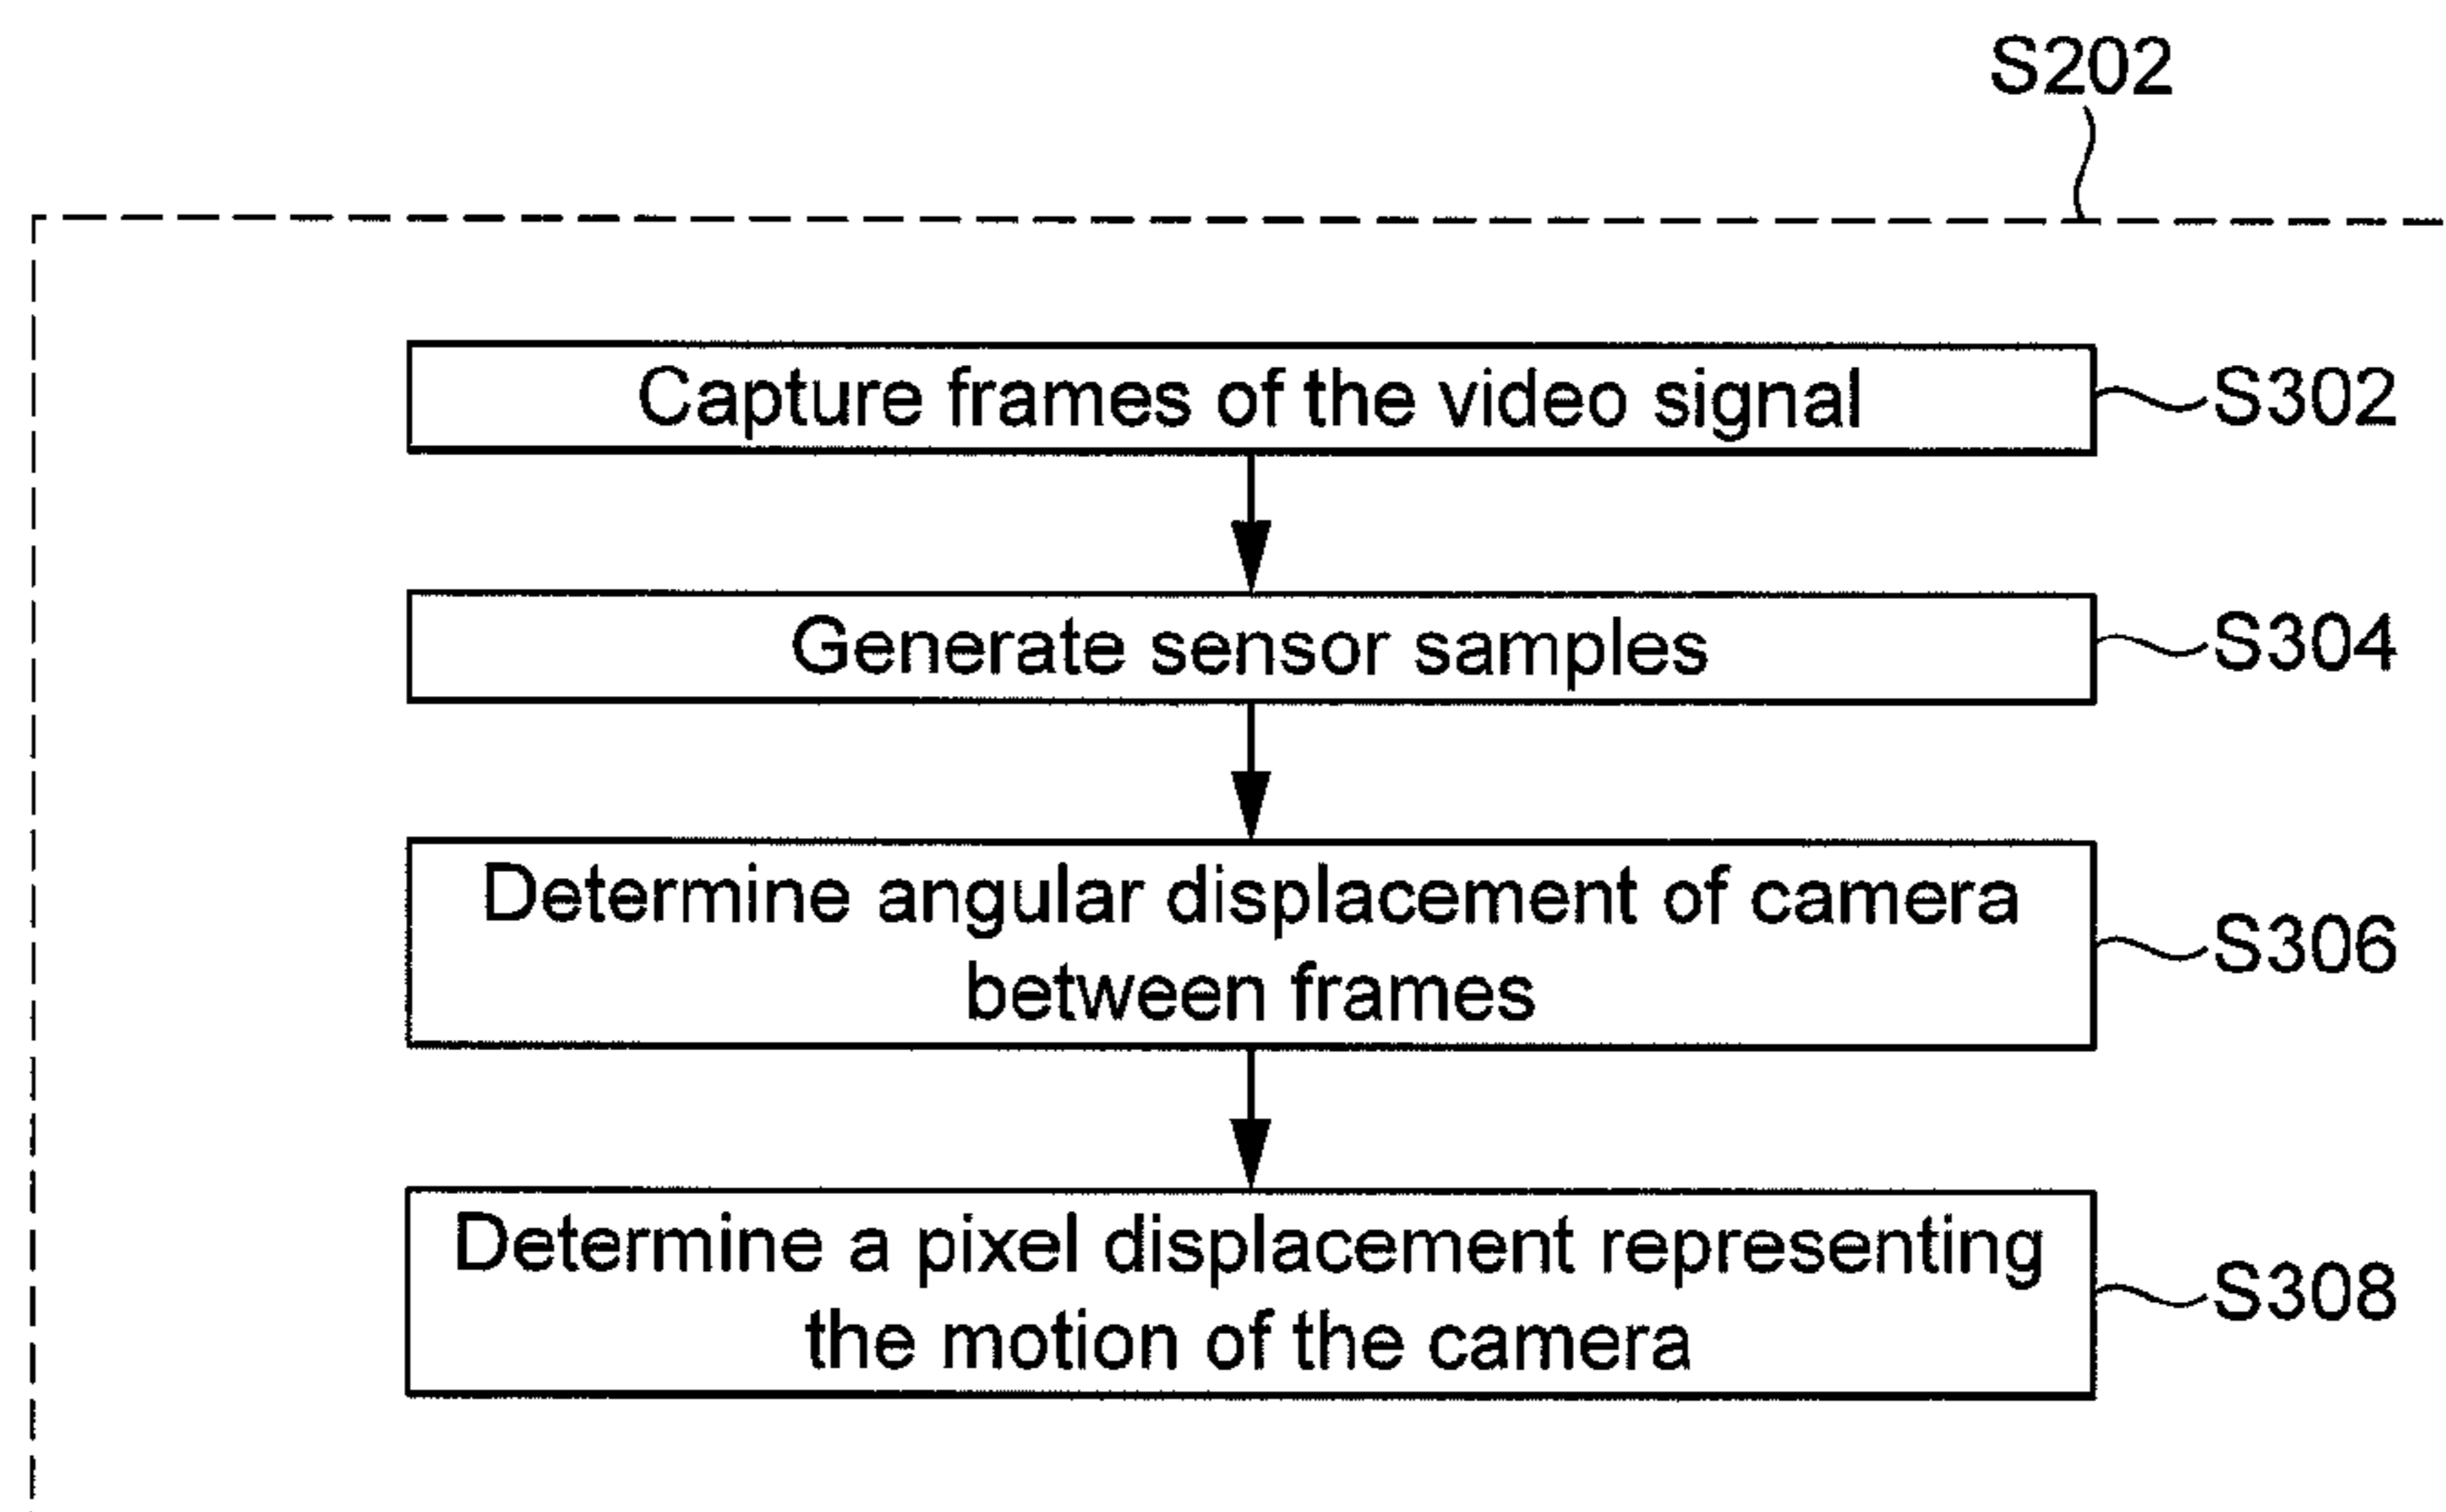 S202
Capture frames of the video signal
S302
Generate sensor samples
S304
Determine angular displacement of camera
between frames
S306
Determine a pixel displacement representing
the motion of the camera
S308